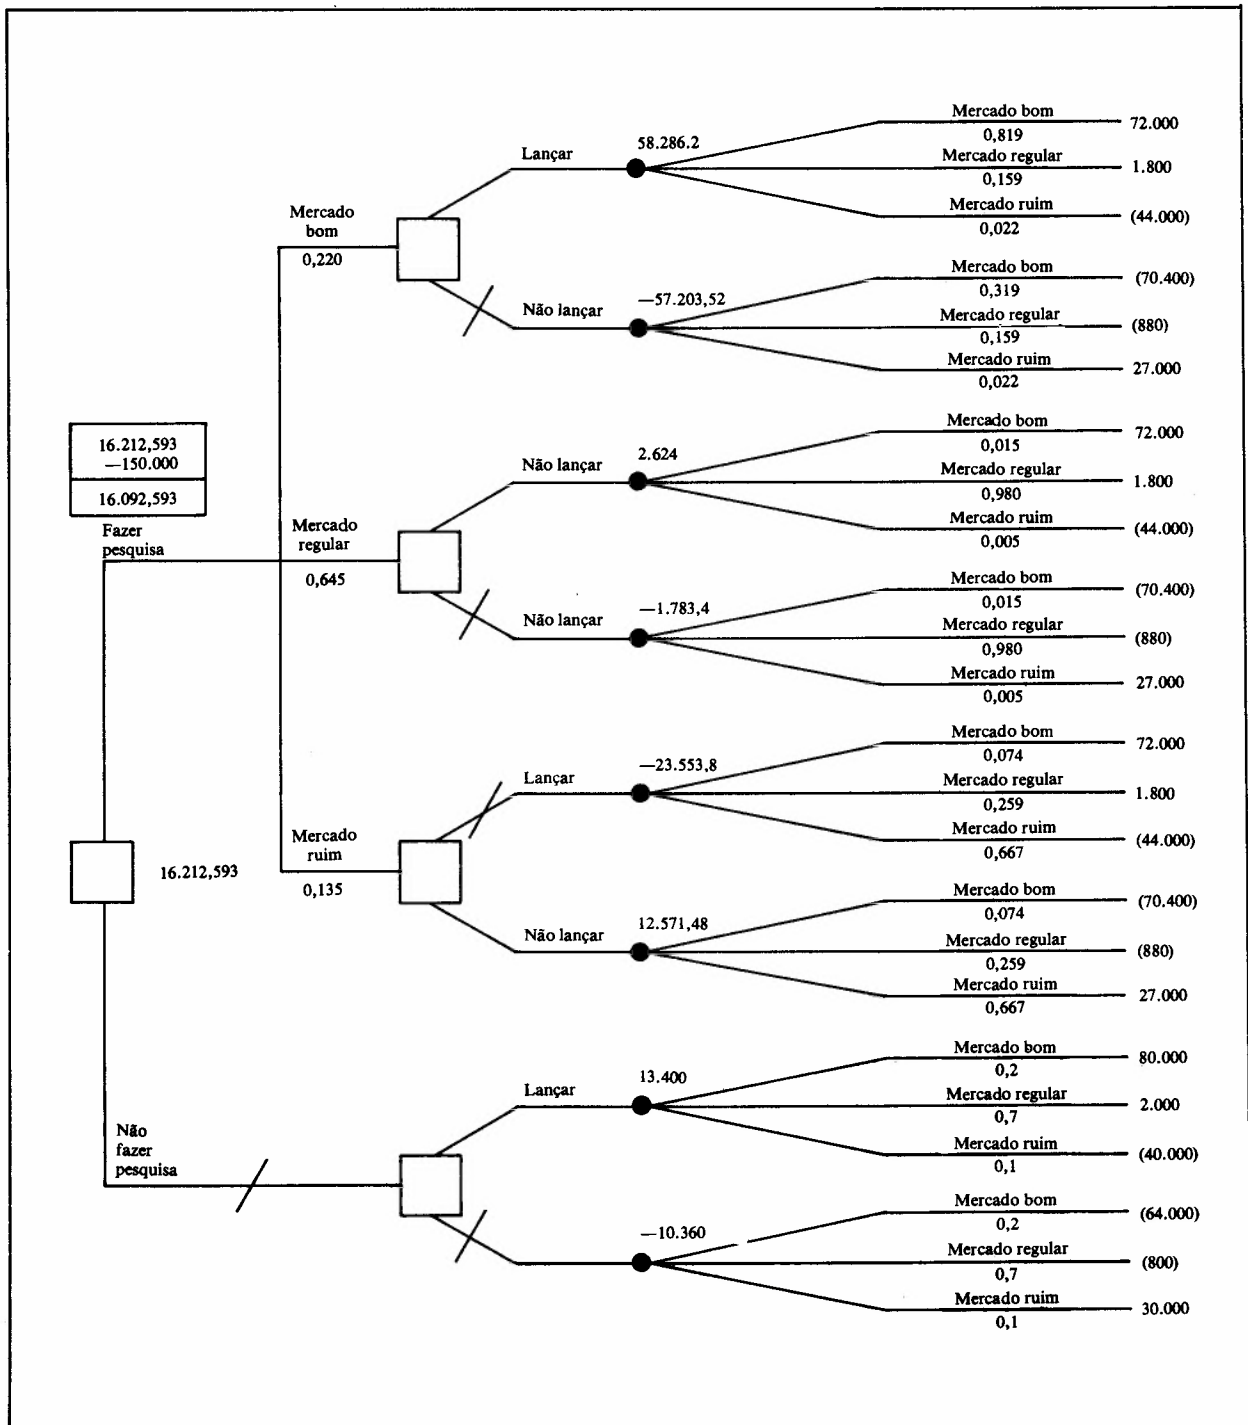 Mercado bom
0,819
72.000
58.286.2
Lançar
Mercado regular
0,159
1.800
Mercado ruim
0,022
(44.000)
Mercado
bom
0,220
Mercado bom
0,319
(70.400)
—57.203,52
Não lançar
Mercado regular
0,159
(880)
Mercado ruim
0,022
27.000
16.212,593
—150.000
16.092,593
Fazer
pesquisa
Mercado bom
0,015
72.000
2.624
Não lançar
Mercado regular
0,980
1.800
Mercado ruim
0,005
(44.000)
Mercado
regular
0,645
Mercado bom
0,015
(70.400)
—1.783,4
Não lançar
Mercado regular
0,980
(880)
Mercado ruim
0,005
27.000
Mercado bom
0,074
72.000
—23.553,8
Lançar
Mercado regular
0,259
1.800
Mercado ruim
0,667
(44.000)
Mercado
ruim
0,135
16.212,593
Mercado bom
0,074
(70.400)
12.571,48
Não lançar
Mercado regular
0,259
(880)
Mercado ruim
0,667
27.000
Mercado bom
0,2
80.000
13.400
Lançar
Mercado regular
0,7
2.000
Mercado ruim
0,1
(40.000)
Não
fazer
pesquisa
Mercado bom
0,2
(64.000)
—10.360
Mercado regular
0,7
(800)
Mercado ruim
0,1
30.000